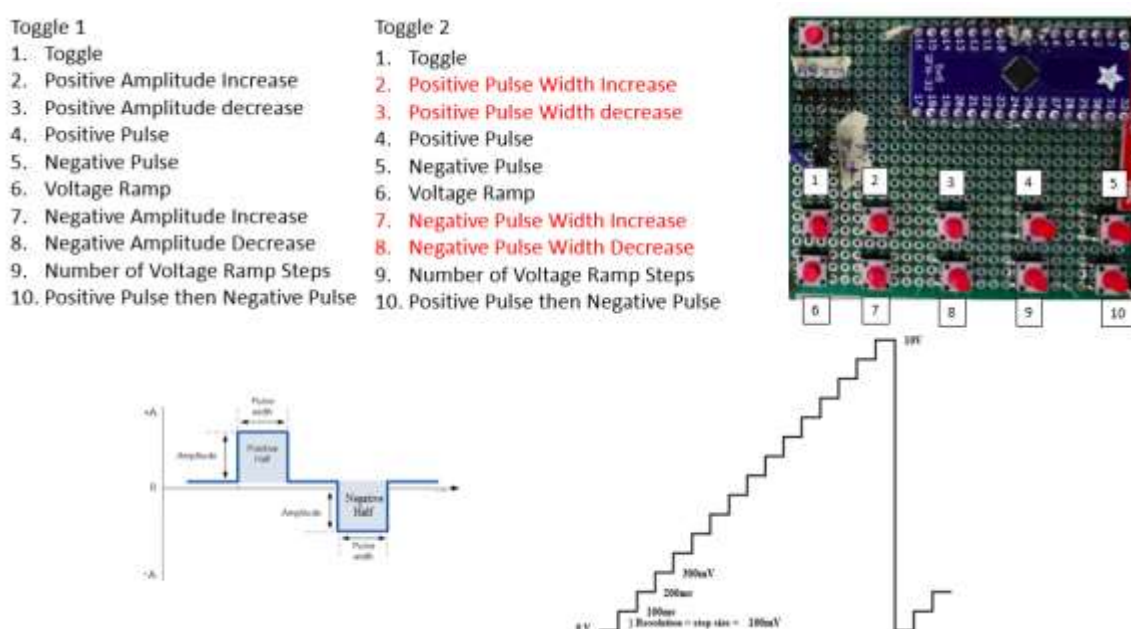 Toggle 1
1. Toggle
2. Positive Amplitude Increase
3. Positive Amplitude decrease
4. Positive Pulse
5. Negative Pulse
6. Voltage Ramp
7. Negative Amplitude Increase
8. Negative Amplitude Decrease
9. Number of Voltage Ramp Steps
10. Positive Pulse then Negative Pulse
Toggle 2
1. Toggle
2. Positive Pulse Width Increase
3. Positive Pulse Width decrease
4. Positive Pulse
5. Negative Pulse
6. Voltage Ramp
7. Negative Pulse Width Increase
8. Negative Pulse Width Decrease
9. Number of Voltage Ramp Steps
10. Positive Pulse then Negative Pulse
1 2 3 4 5
6 7 8 9 10
+A
Pulse
width
Amplitude
Positive
Half
0
Negative
Half
Amplitude
Pulse
width
-A
10V
300mV
200mv
100mv
Resolution = step size = 100mV
0 V